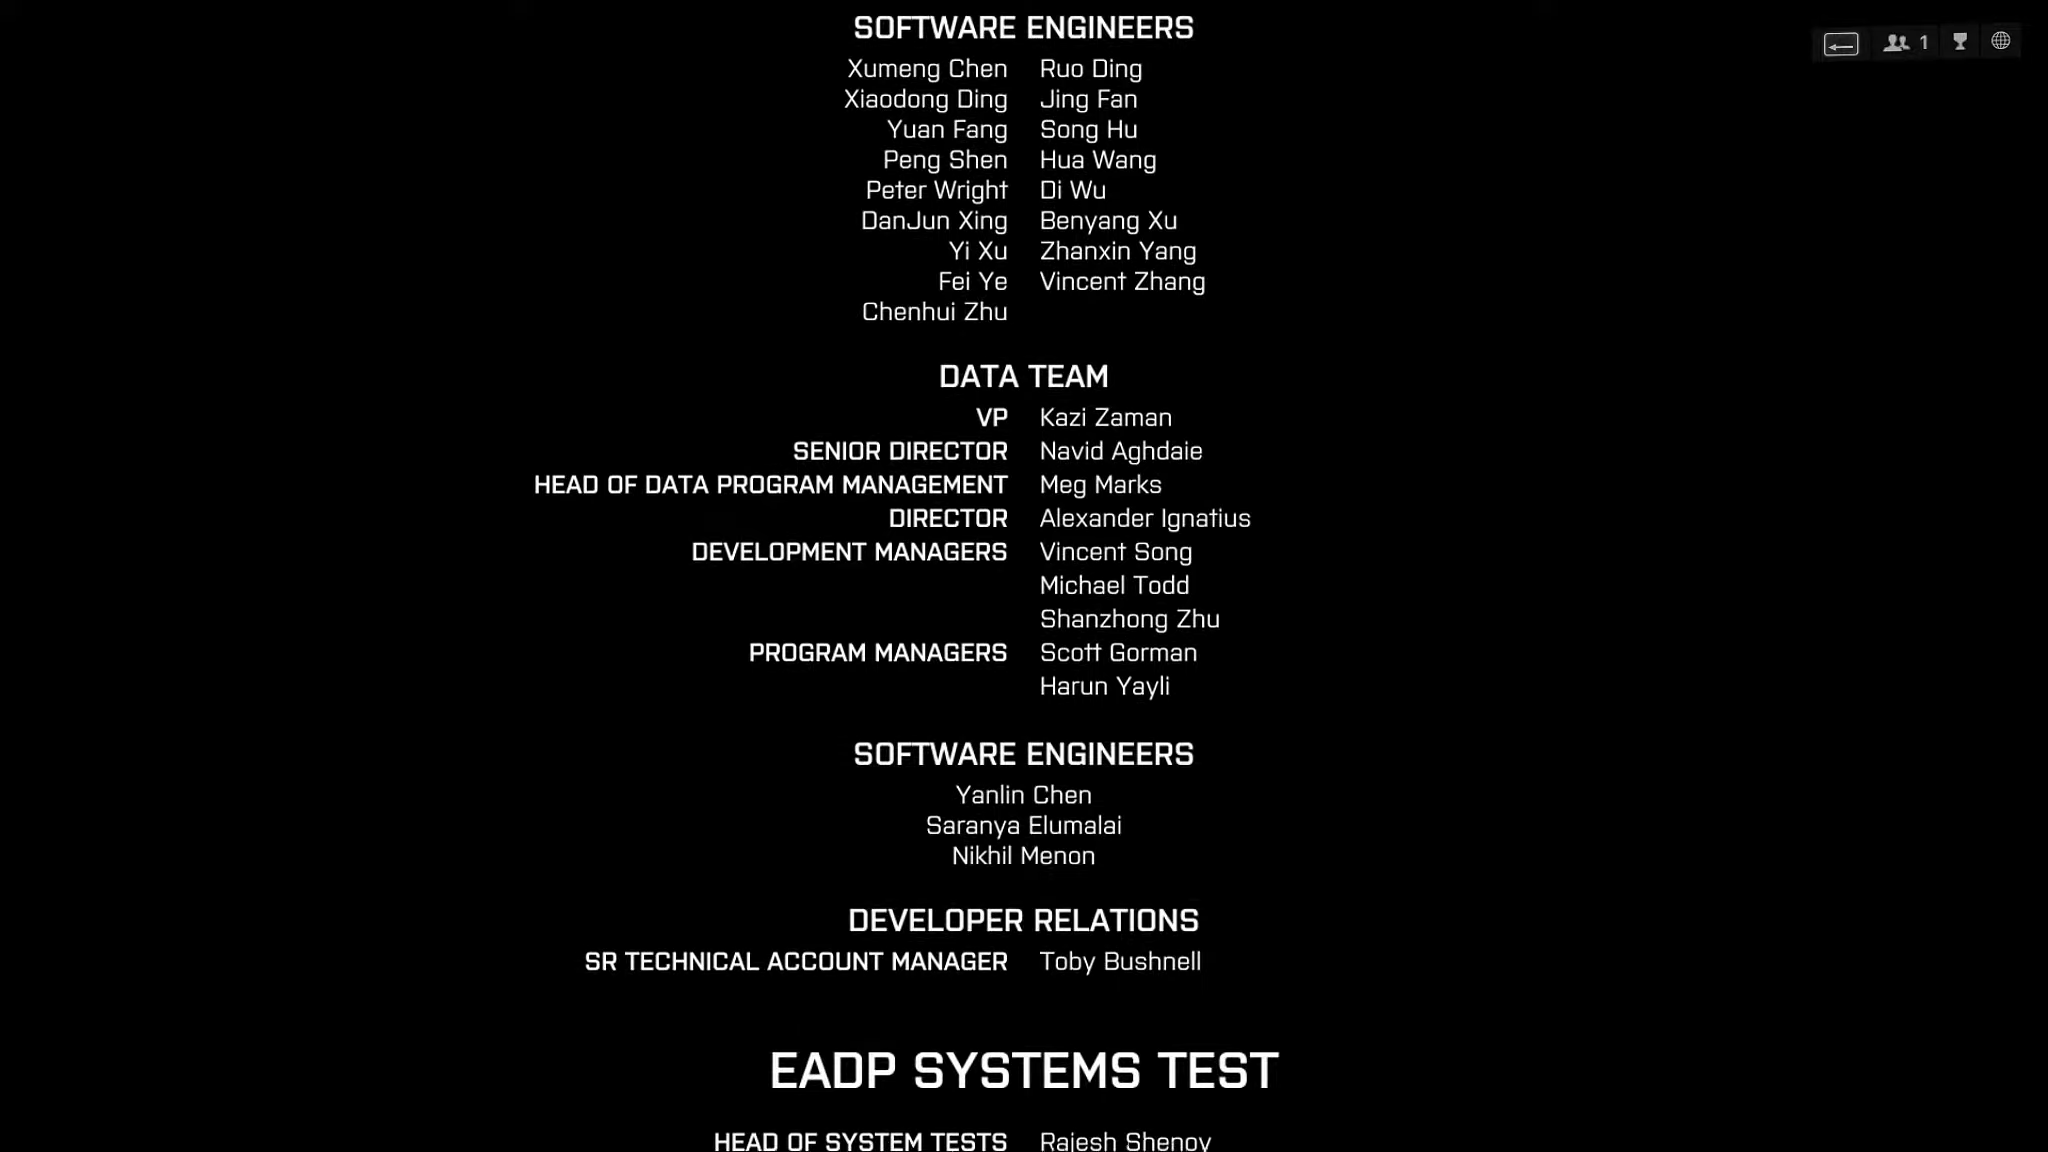 SOFTWARE ENGINEERS
1
Xumeng Chen Ruo Ding
Xiaodong Ding Jing Fan
Yuan Fang Song Hu
Peng Shen Hua Wang
Peter Wright Di Wu
DanJun Xing Benyang Xu
Yi Xu Zhanxin Yang
Fei Ye Vincent Zhang
Chenhui Zhu
DATA TEAM
VP Kazi Zaman
SENIOR DIRECTOR Navid Aghdaie
HEAD OF DATA PROGRAM MANAGEMENT Meg Marks
DIRECTOR Alexander Ignatius
DEVELOPMENT MANAGERS Vincent Song
Michael Todd
Shanzhong Zhu
PROGRAM MANAGERS Scott Gorman
Harun Yayli
SOFTWARE ENGINEERS
Yanlin Chen
Saranya Elumalai
Nikhil Menon
DEVELOPER RELATIONS
SR TECHNICAL ACCOUNT MANAGER Toby Bushnell
EADP SYSTEMS TEST
HEAD OF SYSTEM TESTS Rajesh Shenoy